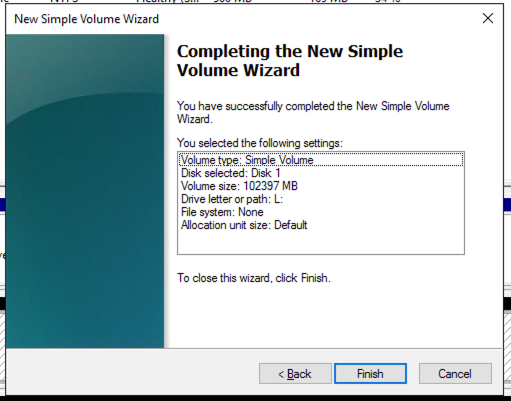 New Simple Volume Wizard
Completing the New Simple
Volume Wizard
You have successfully completed the New Simple Volume
Wizard.
You selected the following settings:
Volume type: Simple Volume
Disk selected: Disk 1
Volume size: 102397 MB
Drive letter or path: L:
File system: None
Allocation unit size: Default
To close this wizard, click Finish.
< Back
Finish
Cancel